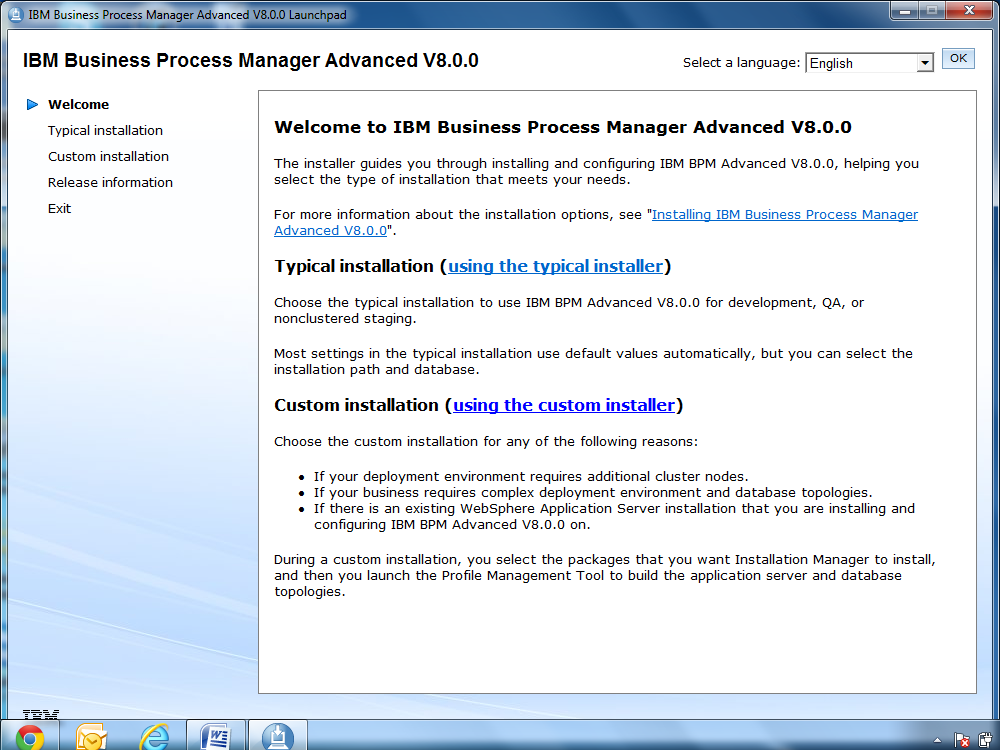 IBM Business Process Manager Advanced V8.0.0 Launchpad
IBM Business Process Manager Advanced V8.0.0
Select a language: English OK
Welcome
Typical installation
Custom installation
Release information
Exit
Welcome to IBM Business Process Manager Advanced V8.0.0
The installer guides you through installing and configuring IBM BPM Advanced V8.0.0, helping you
select the type of installation that meets your needs.
For more information about the installation options, see "Installing IBM Business Process Manager
Advanced V8.0.0".
Typical installation (using the typical installer)
Choose the typical installation to use IBM BPM Advanced V8.0.0 for development, QA, or
nonclustered staging.
Most settings in the typical installation use default values automatically, but you can select the
installation path and database.
Custom installation (using the custom installer)
Choose the custom installation for any of the following reasons:
• If your deployment environment requires additional cluster nodes.
• If your business requires complex deployment environment and database topologies.
• If there is an existing WebSphere Application Server installation that you are installing and
configuring IBM BPM Advanced V8.0.0 on.
During a custom installation, you select the packages that you want Installation Manager to install,
and then you launch the Profile Management Tool to build the application server and database
topologies.
IBM